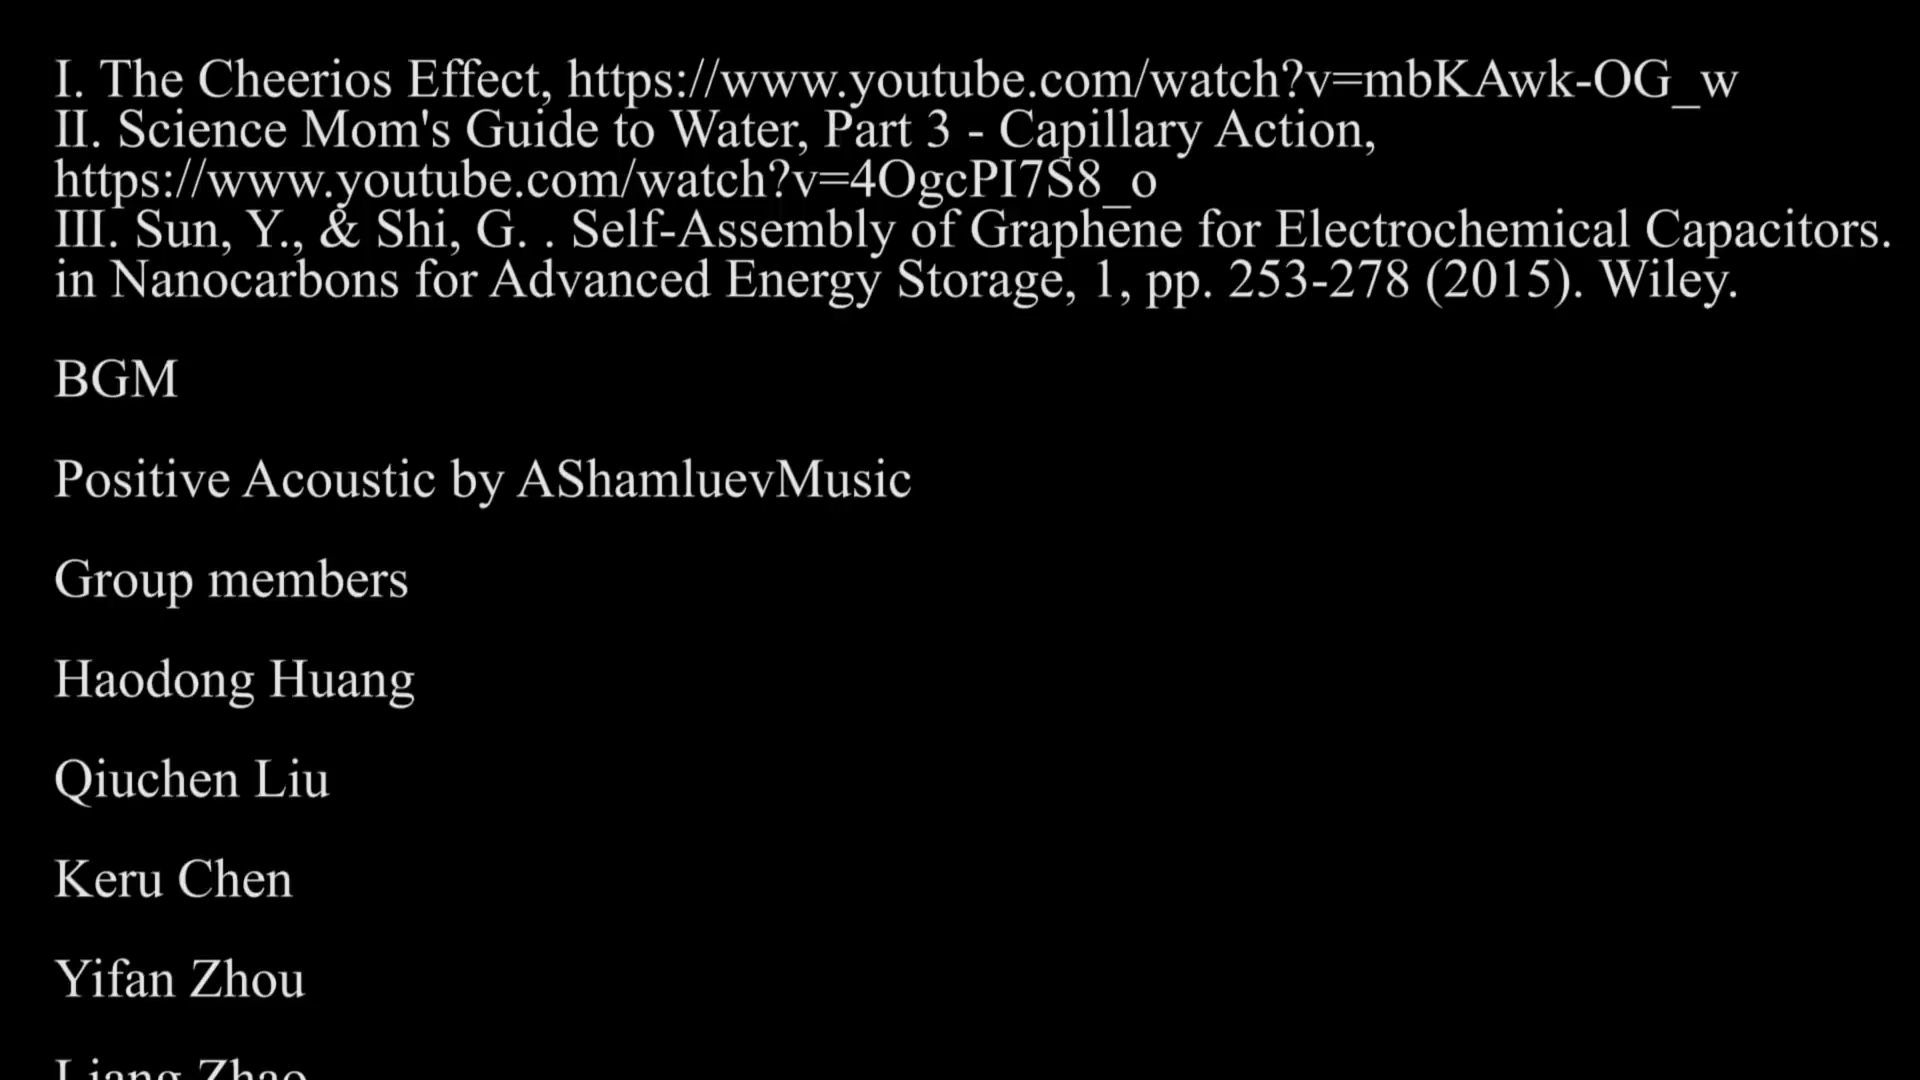 I. The Cheerios Effect, https://www.youtube.com/watch?v=mbKAwk-OG_w
II. Science Mom's Guide to Water, Part 3 - Capillary Action,
https://www.youtube.com/watch?v=4OgcPI7S8_o
III. Sun, Y., & Shi, G. . Self-Assembly of Graphene for Electrochemical Capacitors.
in Nanocarbons for Advanced Energy Storage, 1, pp. 253-278 (2015). Wiley.
BGM
Positive Acoustic by AShamluevMusic
Group members
Haodong Huang
Qiuchen Liu
Keru Chen
Yifan Zhou
Liang Zhao